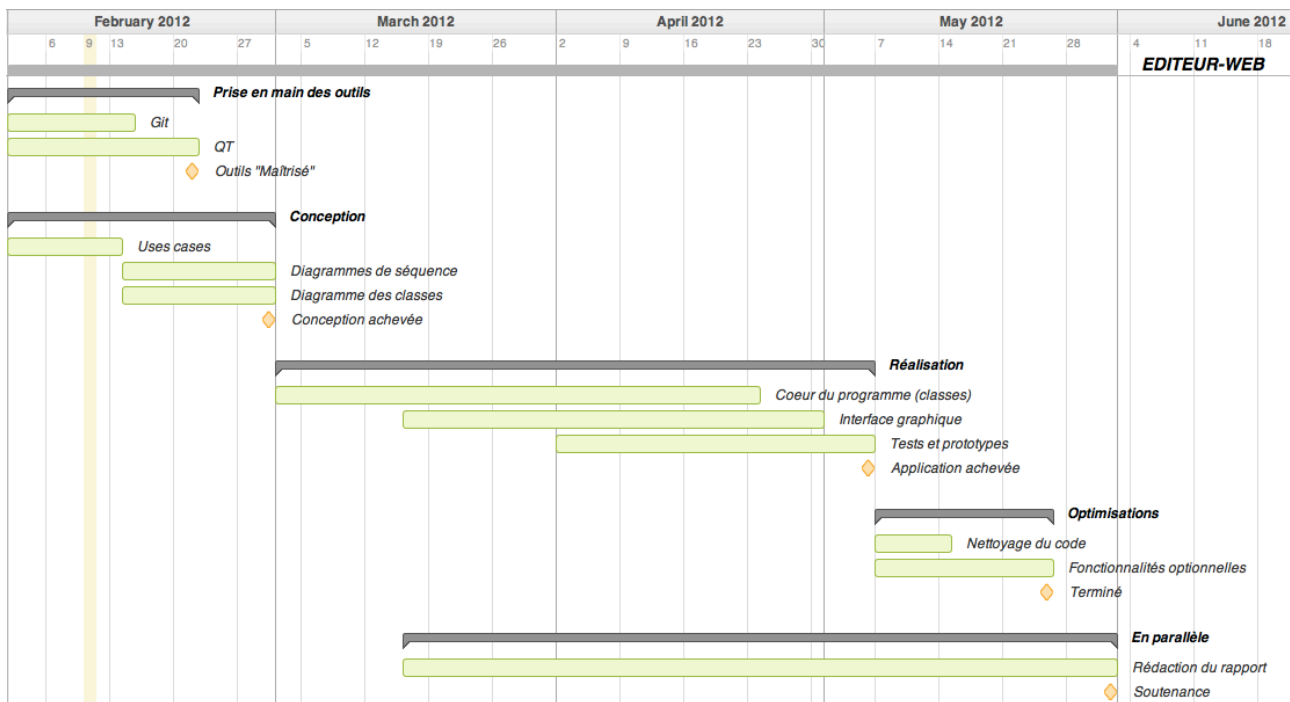 February 2012 March 2012 April 2012 May 2012 June 2012
6 9 13 20 27 5 12 19 26 2 9 16 23 30 7 14 21 28 4 11 18
EDITEUR-WEB
Prise en main des outils
Git
QT
Outils "Maîtrisé"
Conception
Uses cases
Diagrammes de séquence
Diagramme des classes
Conception achevée
Réalisation
Coeur du programme (classes)
Interface graphique
Tests et prototypes
Application achevée
Optimisations
Nettoyage du code
Fonctionnalités optionnelles
Terminé
En parallèle
Rédaction du rapport
Soutenance